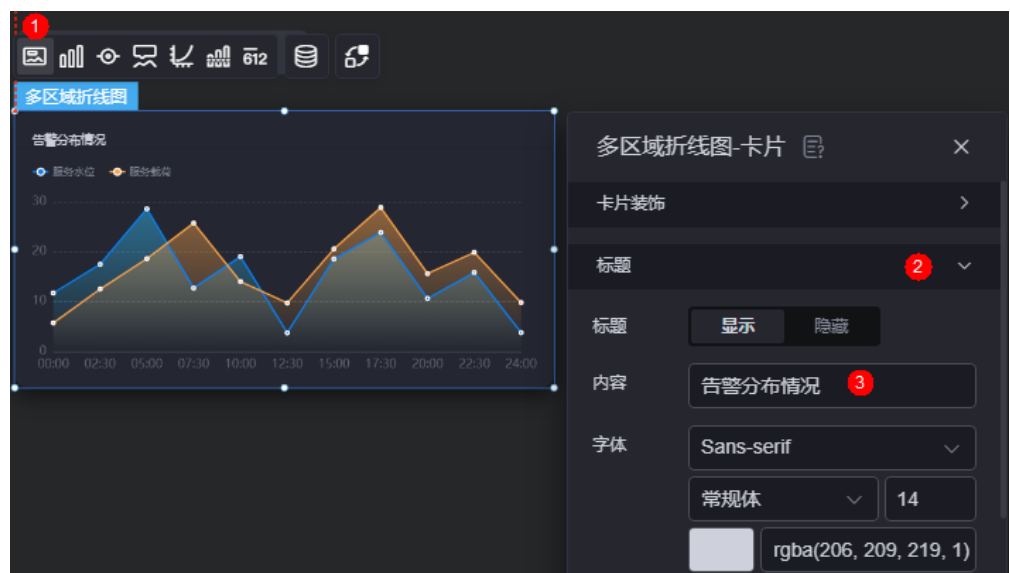 1
612
多区域折线图
告警分布情况
服务水位 服务载荷
30
20
10
0
00:00 02:30 05:00 07:30 10:00 12:30 15:00 17:30 20:00 22:30 24:00
多区域折线图-卡片
卡片装饰
标题 2
标题 显示 隐藏
内容 告警分布情况 3
字体 Sans-serif
常规体 14
rgba(206, 209, 219, 1)